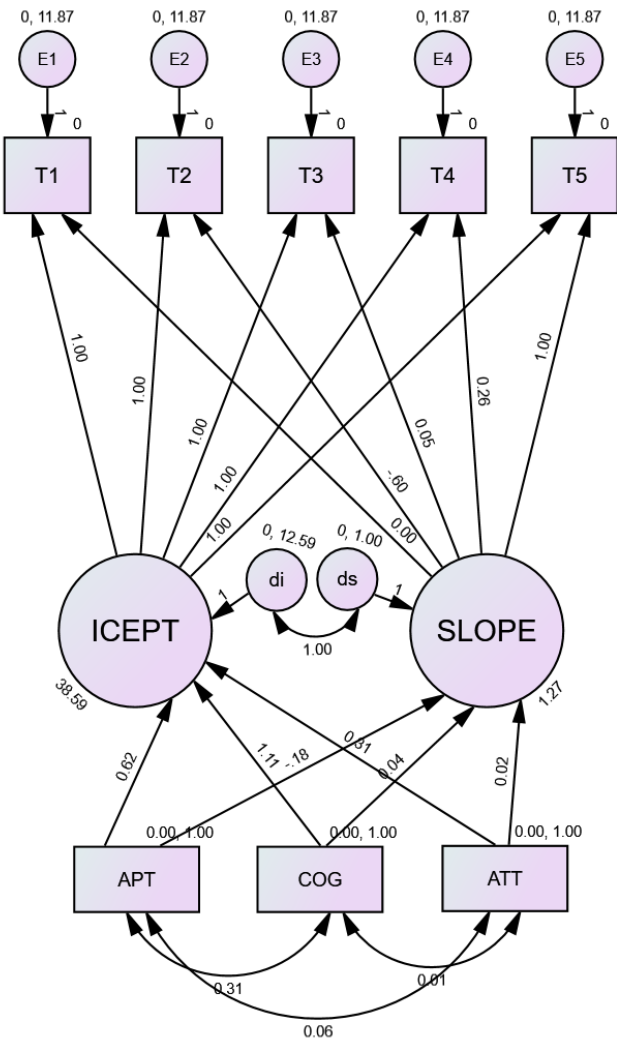 0, 11.87 0, 11.87 0, 11.87 0, 11.87 0, 11.87
E1 E2 E3 E4 E5
1 0 1 0 1 0 1 0 1 0
T1 T2 T3 T4 T5
1.00 1.00 1.00 1.00 1.00 0.00 -.60 0.05 0.26 1.00
0, 12.59 0, 1.00
di ds
1 1
ICEPT SLOPE
1.00
38.59 1.27
0.62 1.11 -.18 0.31 0.04 0.02
0.00, 1.00 0.00, 1.00 0.00, 1.00
APT COG ATT
0.31 0.01
0.06